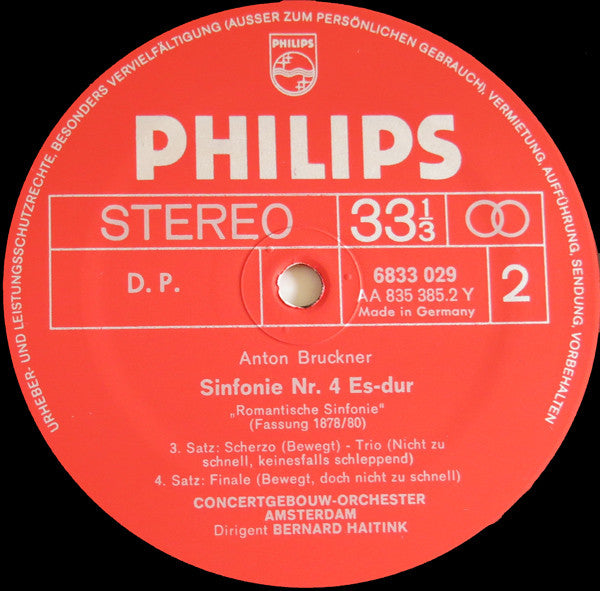 URHEBER- UND LEISTUNGSSCHUTZRECHTE, BESONDERS VERVIELFÄLTIGUNG (AUSSER ZUM PERSÖNLICHEN GEBRAUCH), VERMIETUNG, AUFFÜHRUNG, SENDUNG, VORBEHALTEN
PHILIPS
PHILIPS
STEREO 33 1/3
D. P. 6833 029 2
AA 835 385.2 Y
Made in Germany
Anton Bruckner
Sinfonie Nr. 4 Es-dur
„Romantische Sinfonie"
(Fassung 1878/80)
3. Satz: Scherzo (Bewegt) - Trio (Nicht zu
schnell, keinesfalls schleppend)
4. Satz: Finale (Bewegt, doch nicht zu schnell)
CONCERTGEBOUW-ORCHESTER
AMSTERDAM
Dirigent BERNARD HAITINK